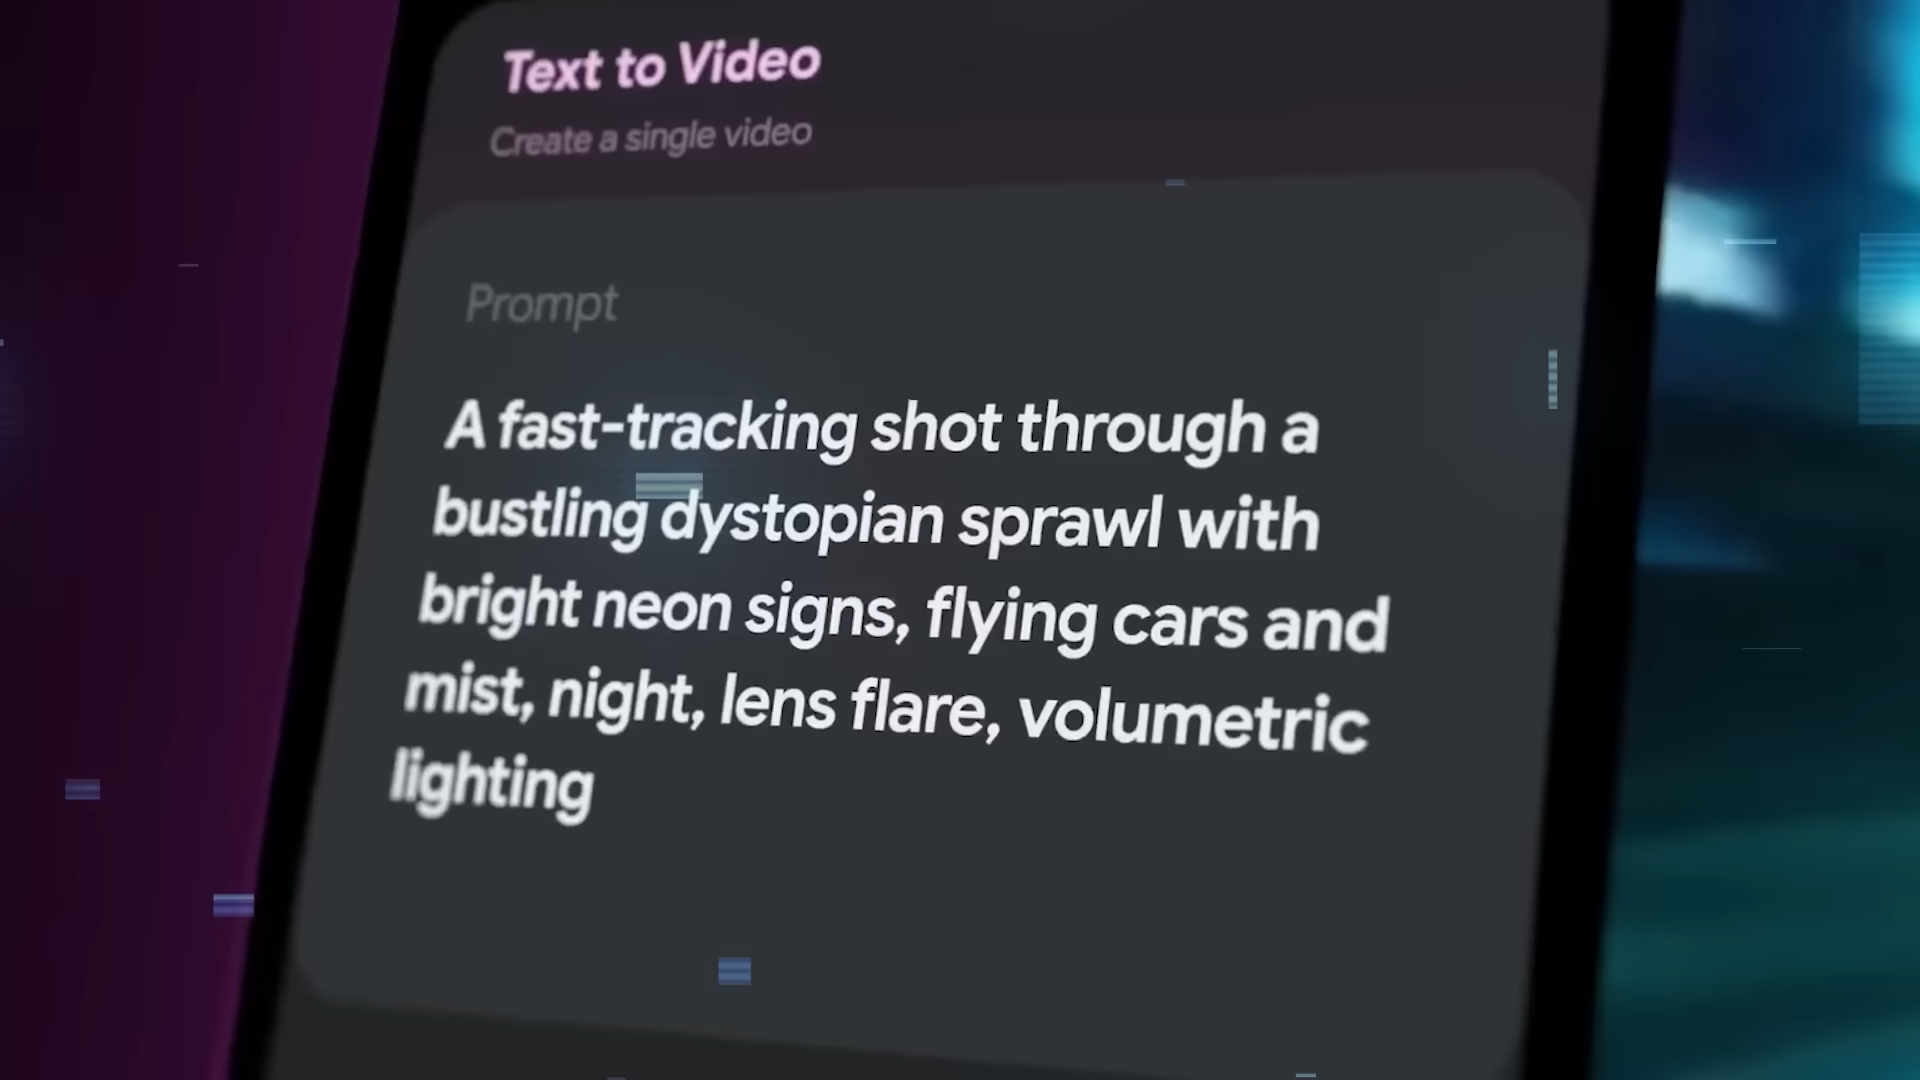 Text to Video
Create a single video
Prompt
A fast-tracking shot through a
bustling dystopian sprawl with
bright neon signs, flying cars and
mist, night, lens flare, volumetric
lighting